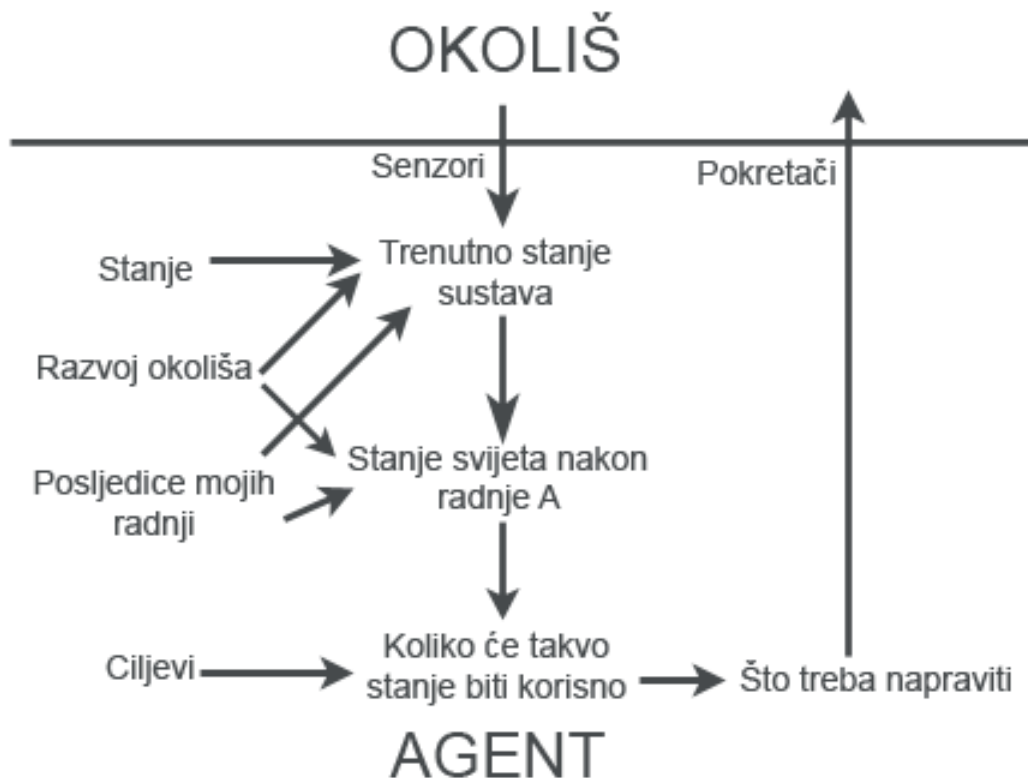 OKOLIŠ
Senzori
Pokretači
Trenutno stanje
sustava
Stanje
Razvoj okoliša
Stanje svijeta nakon
radnje A
Posljedice mojih
radnji
Koliko će takvo
stanje biti korisno
Ciljevi
Što treba napraviti
AGENT